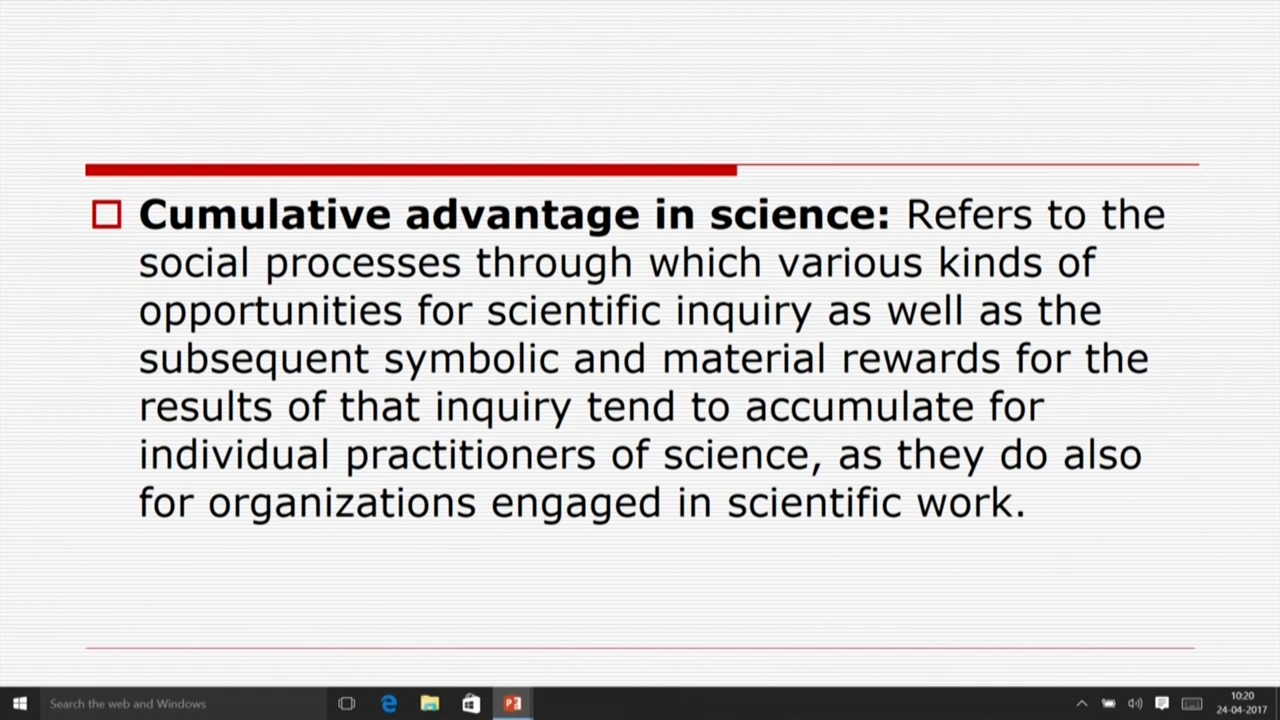 Cumulative advantage in science: Refers to the
social processes through which various kinds of
opportunities for scientific inquiry as well as the
subsequent symbolic and material rewards for the
results of that inquiry tend to accumulate for
individual practitioners of science, as they do also
for organizations engaged in scientific work.
Search the web and Windows
10:20
24-04-2017